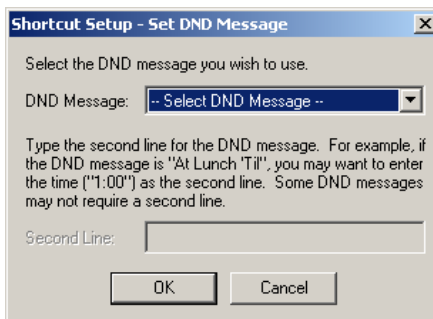 Shortcut Setup - Set DND Message
Select the DND message you wish to use.
DND Message: -- Select DND Message --
Type the second line for the DND message. For example, if
the DND message is "At Lunch 'Til", you may want to enter
the time ("1:00") as the second line. Some DND messages
may not require a second line.
Second Line:
OK Cancel